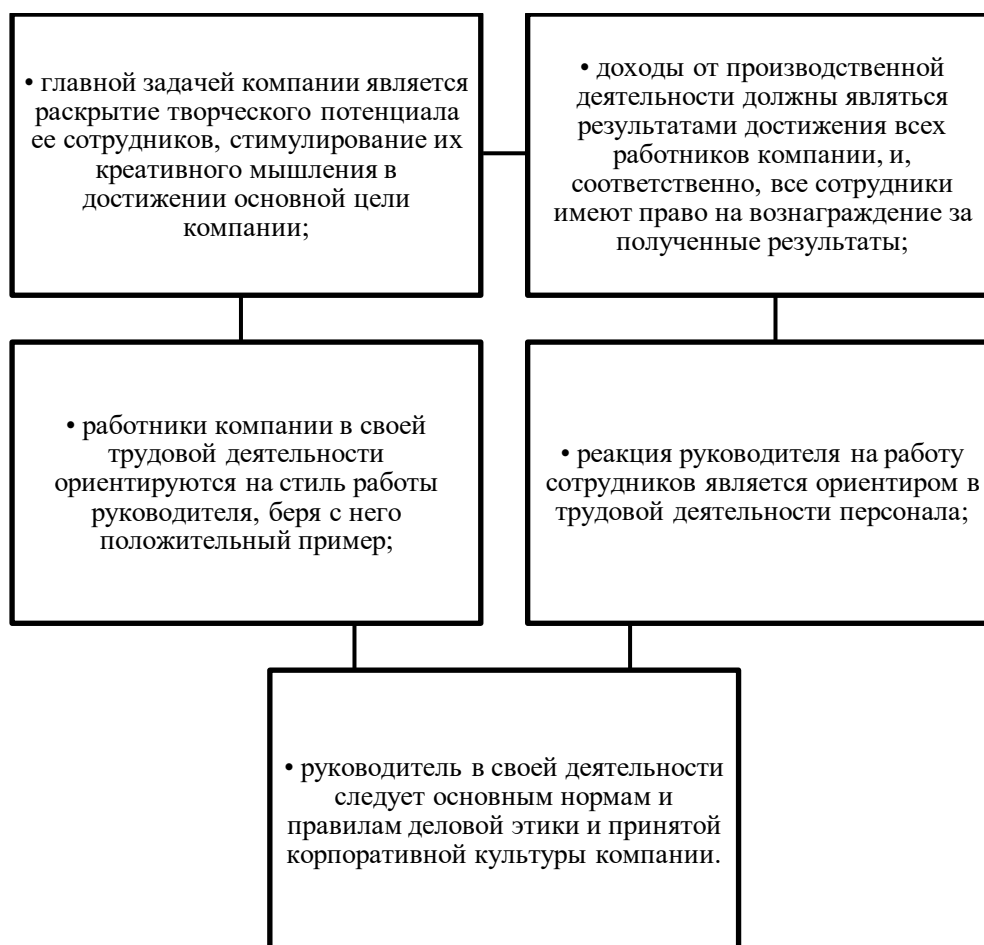 • главной задачей компании является
раскрытие творческого потенциала
ее сотрудников, стимулирование их
креативного мышления в
достижении основной цели
компании;
• доходы от производственной
деятельности должны являться
результатами достижения всех
работников компании, и,
соответственно, все сотрудники
имеют право на вознаграждение за
полученные результаты;
• работники компании в своей
трудовой деятельности
ориентируются на стиль работы
руководителя, беря с него
положительный пример;
• реакция руководителя на работу
сотрудников является ориентиром в
трудовой деятельности персонала;
• руководитель в своей деятельности
следует основным нормам и
правилам деловой этики и принятой
корпоративной культуры компании.